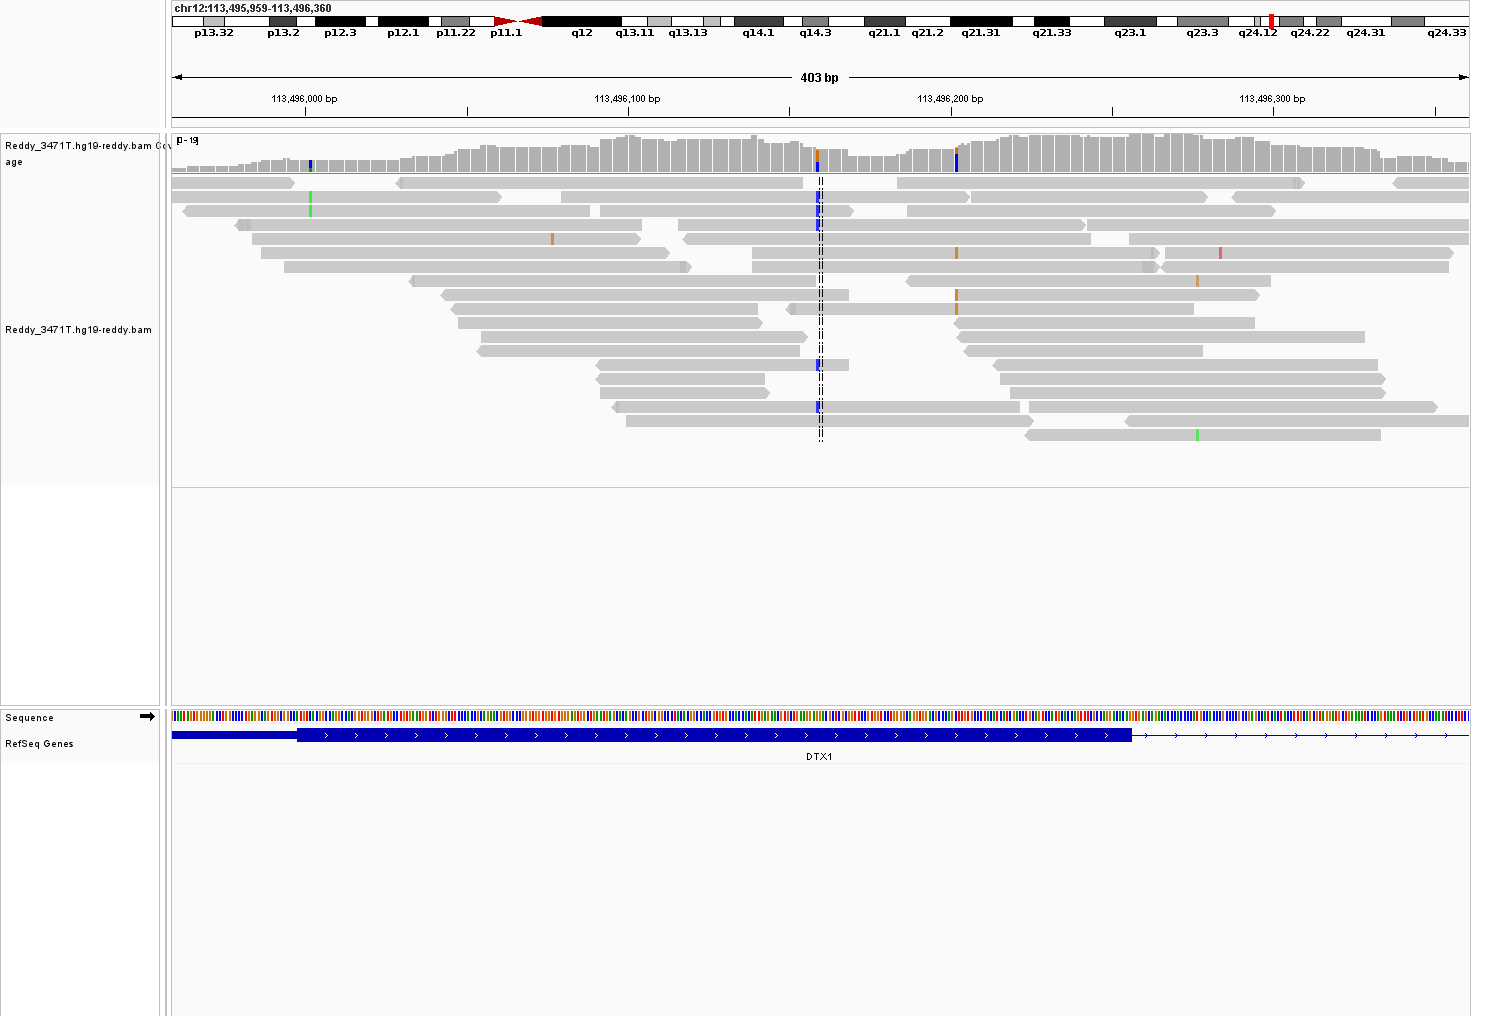 chr12:113,495,959-113,496,360
p13.32 p13.2 p12.3 p12.1 p11.22 p11.1 q12 q13.11 q13.13 q14.1 q14.3 q21.1 q21.2 q21.31 q21.33 q23.1 q23.3 q24.12 q24.22 q24.31 q24.33
403 bp
113,496,000 bp 113,496,100 bp 113,496,200 bp 113,496,300 bp
Reddy_3471T.hg19-reddy.bam Cov
age
[0 - 19]
Reddy_3471T.hg19-reddy.bam
Sequence
RefSeq Genes
DTX1